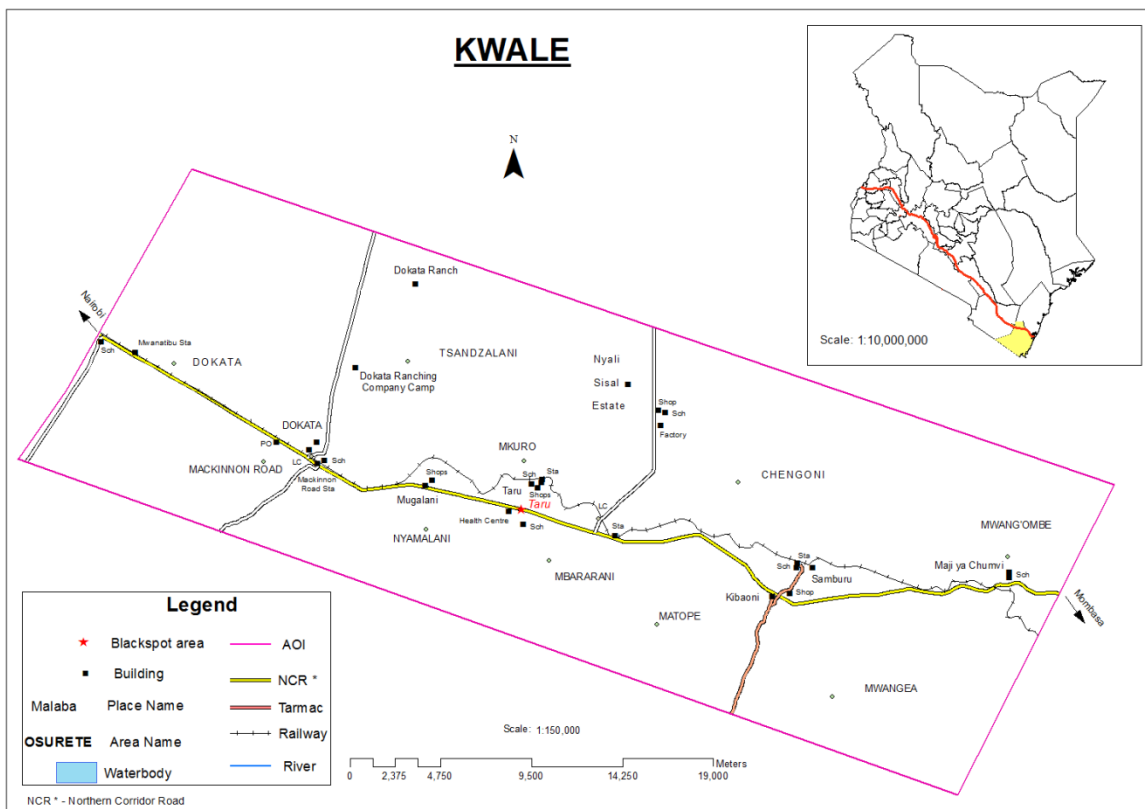 KWALE
N
Scale: 1:10,000,000
Nairobi
Sch
Mwanatibu Sta
DOKATA
Dokata Ranch
TSANDZALANI
Dokata Ranching
Company Camp
Nyali
Sisal
Estate
Shop
Sch
Factory
DOKATA
PO
MACKINNON ROAD
LC
Sch
Mackinnon
Road Sta
MKURO
Shops
Mugalani
Sch
Sta
Taru
Shops
Taru
Health Centre
Sch
NYAMALANI
LC
Sta
CHENGONI
MBARARANI
MWANG'OMBE
Maji ya Chumvi
Sch
Sta
Sch
Samburu
Kibaoni
Shop
Mombasa
MATOPE
MWANGEA
Legend
Blackspot area
AOI
Building
NCR *
Malaba
Place Name
Tarmac
OSURETE
Area Name
Railway
Waterbody
River
NCR * - Northern Corridor Road
Scale: 1:150,000
Meters
0 2,375 4,750 9,500 14,250 19,000